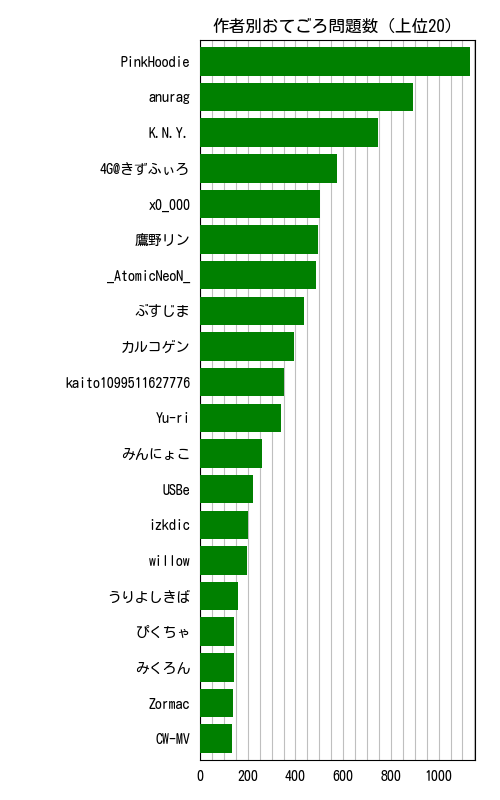 作者別おてごろ問題数 (上位20)
PinkHoodie
anurag
K.N.Y.
4G@きずふぃろ
x0_000
鷹野リン
_AtomicNeoN_
ぶすじま
カルコゲン
kaito1099511627776
Yu-ri
みんにょこ
USBe
izkdic
willow
うりよしきば
ぴくちゃ
みくろん
Zormac
CW-MV
0 200 400 600 800 1000